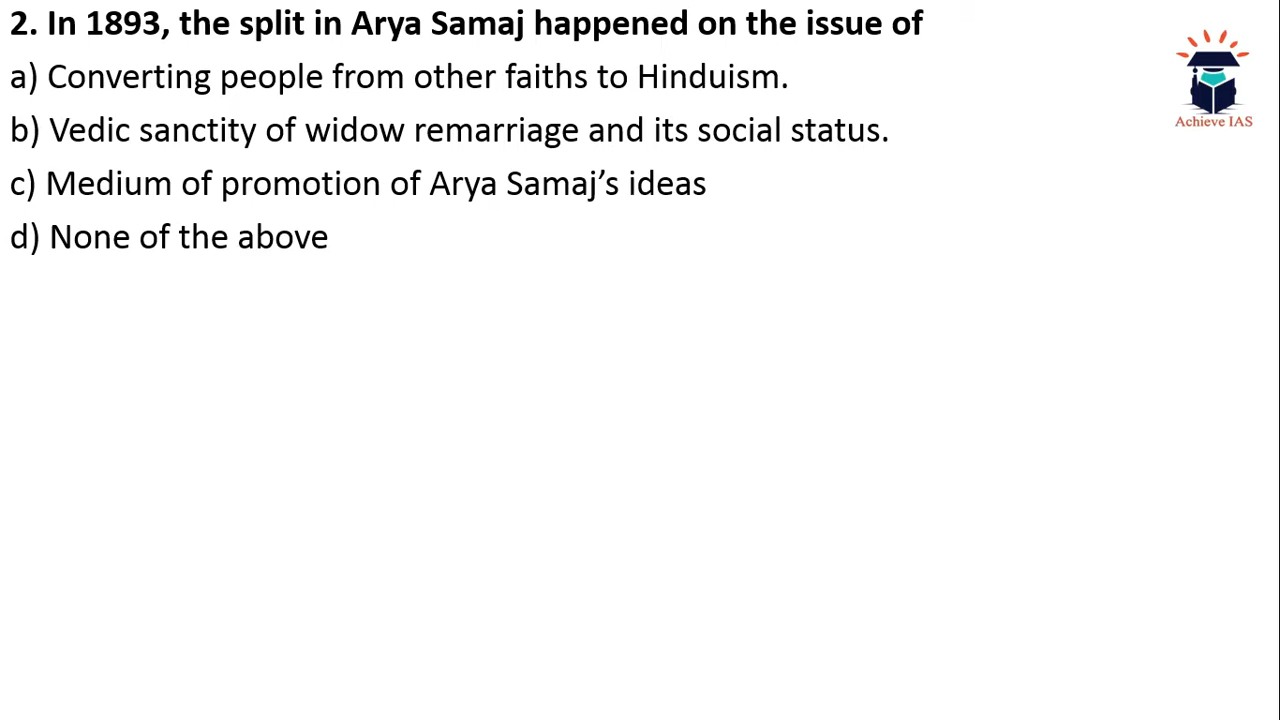 2. In 1893, the split in Arya Samaj happened on the issue of
a) Converting people from other faiths to Hinduism.
b) Vedic sanctity of widow remarriage and its social status.
c) Medium of promotion of Arya Samaj’s ideas
d) None of the above
Achieve IAS